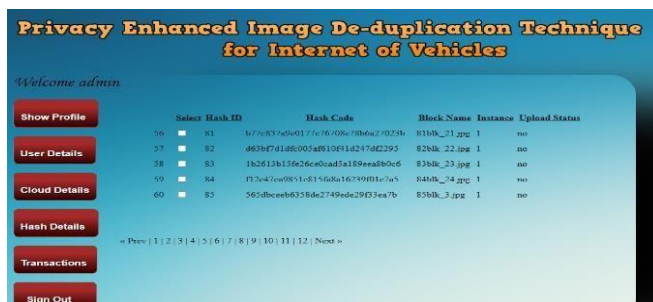 Privacy Enhanced Image De-duplication Technique
for Internet of Vehicles
Welcome admin
Show Profile
User Details
Cloud Details
Hash Details
Transactions
Sign Out
Select Hash ID Hash Code Block Name Instance Upload Status
56 81 81blk_21.jpg 1 no
57 82 d63bf7d1d8c005af610f41d247df2295 82blk_22.jpg 1 no
58 83 1b2613b15fe26ce0cad5a189eea8b0c6 83blk_23.jpg 1 no
59 84 84blk_24.jpg 1 no
60 85 565dbceeb6358de2749ede29f33ea7b 85blk_3.jpg 1 no
« Prev | 1 | 2 | 3 | 4 | 5 | 6 | 7 | 8 | 9 | 10 | 11 | 12 | Next »